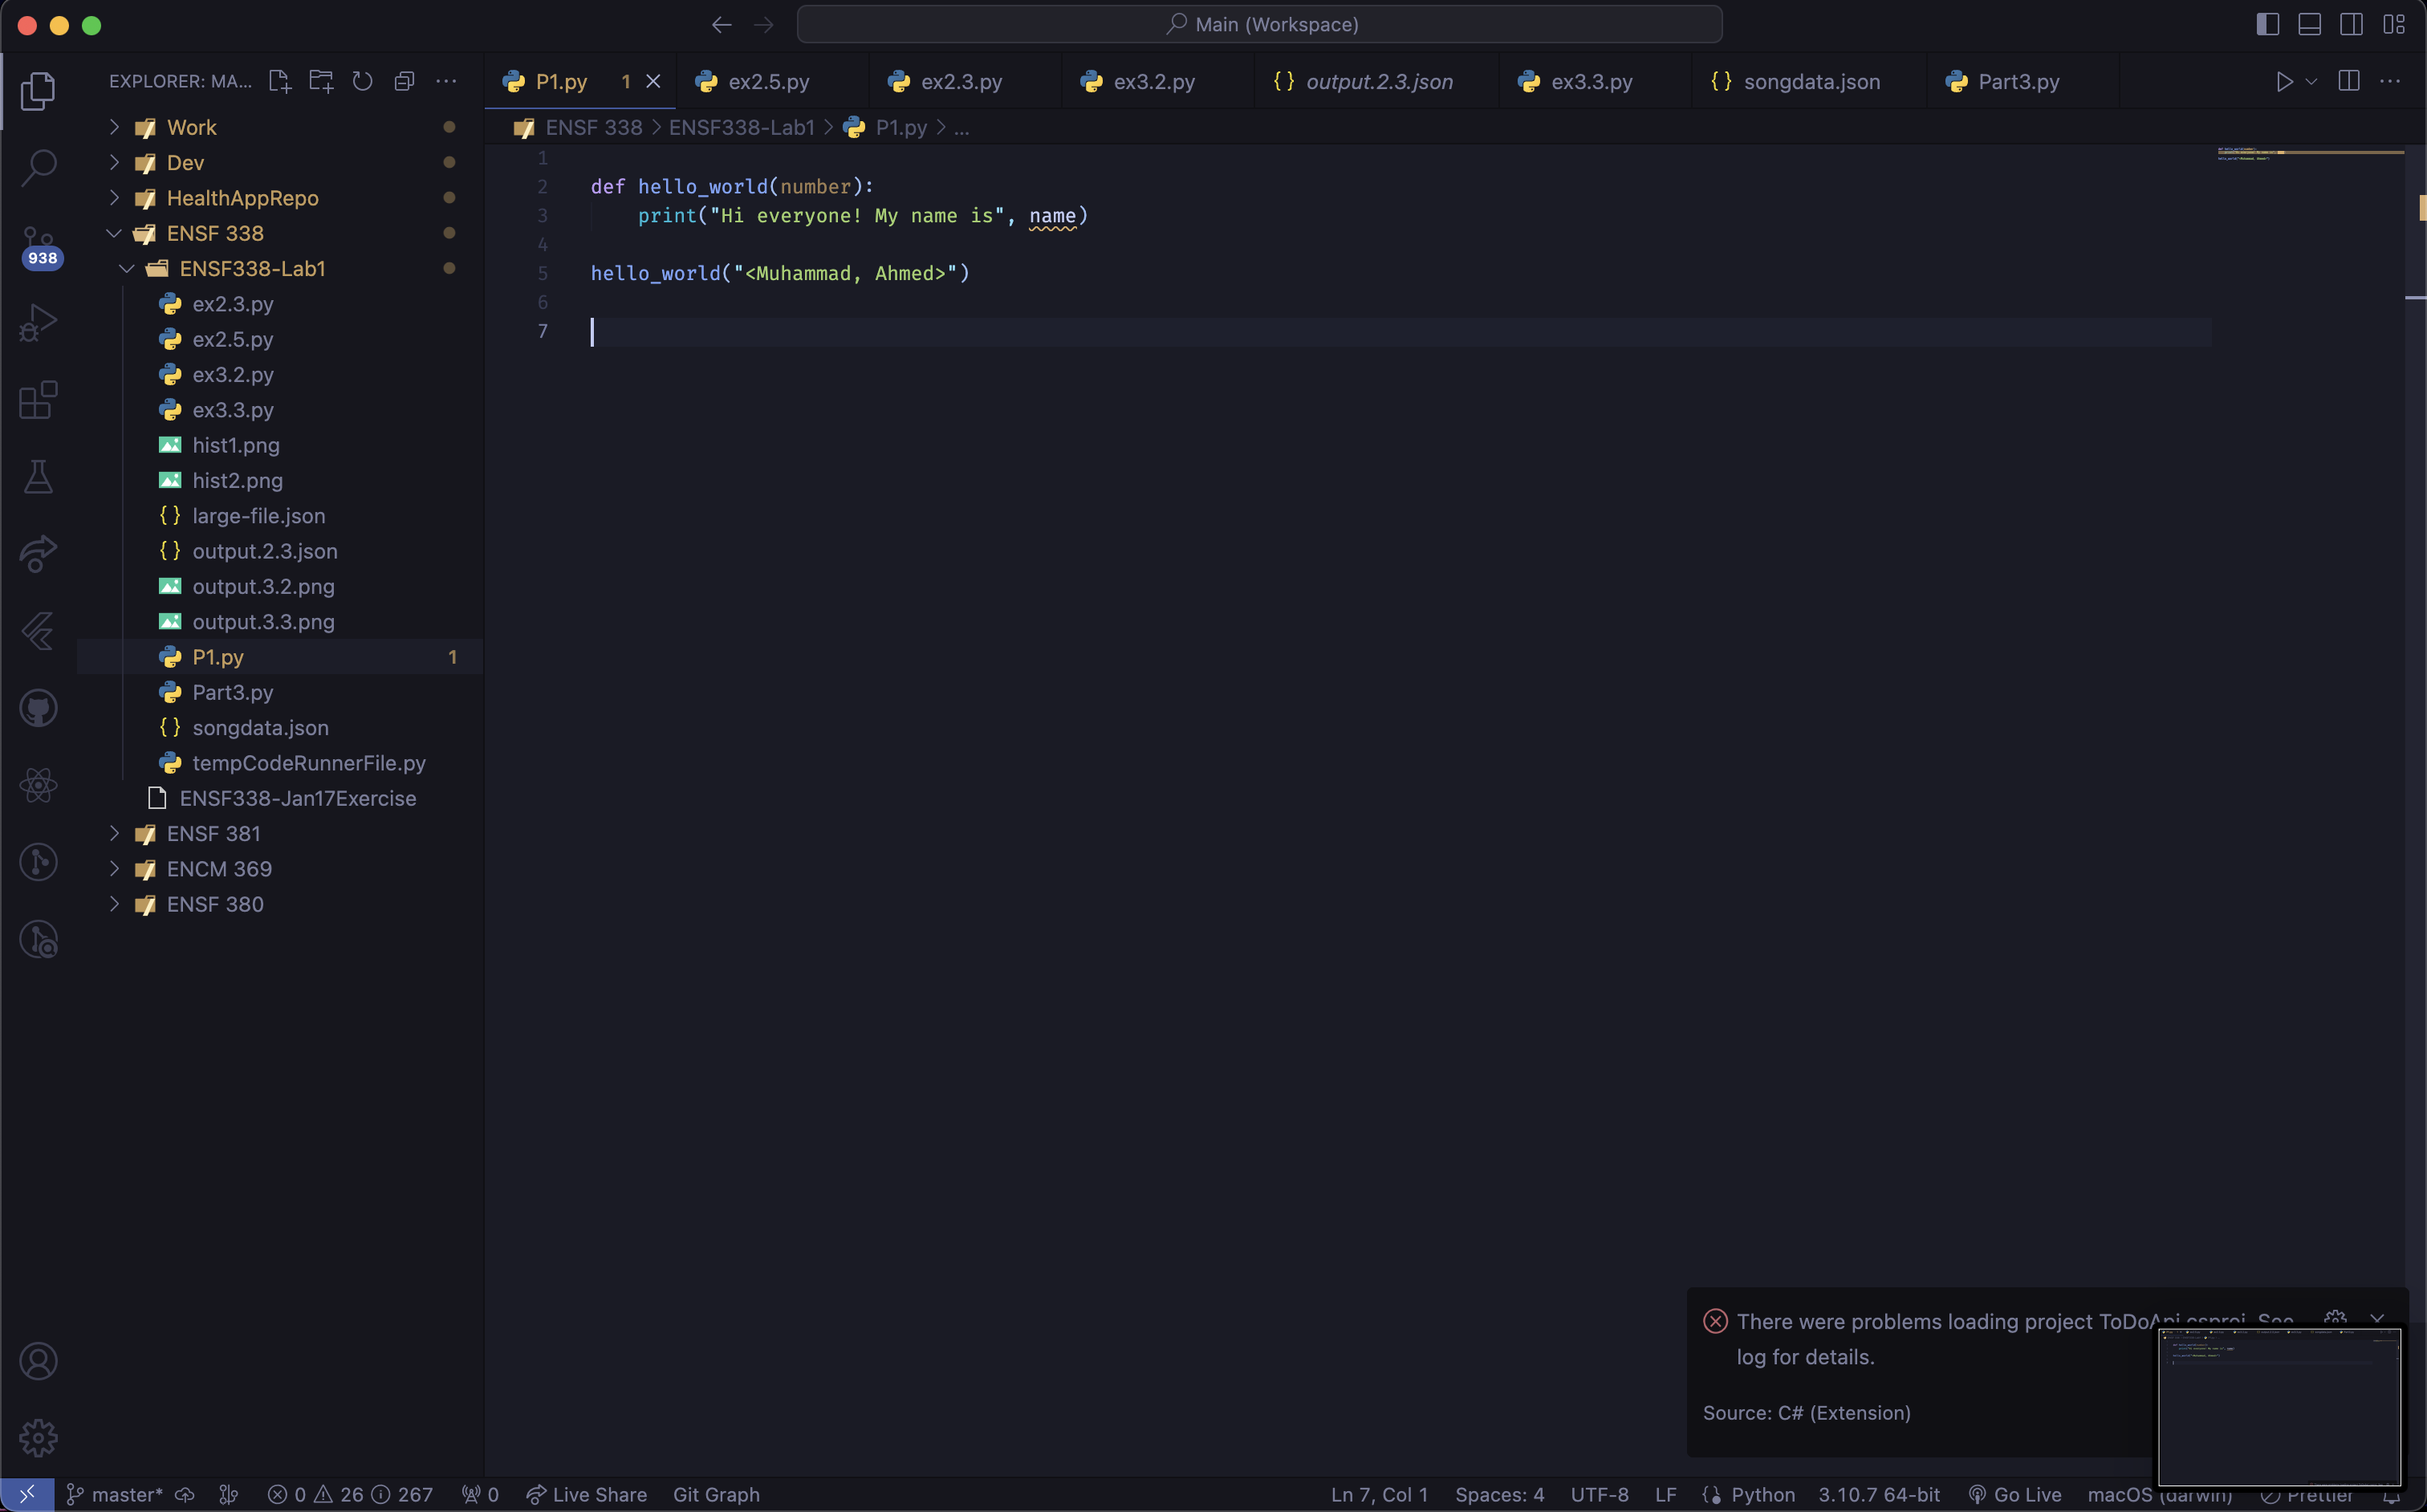 Main (Workspace)
EXPLORER: MA...
Work
Dev
HealthAppRepo
ENSF 338
ENSF338-Lab1
ex2.3.py
ex2.5.py
ex3.2.py
ex3.3.py
hist1.png
hist2.png
{} large-file.json
{} output.2.3.json
output.3.2.png
output.3.3.png
P1.py 1
Part3.py
{} songdata.json
tempCodeRunnerFile.py
ENSF338-Jan17Exercise
ENSF 381
ENCM 369
ENSF 380
938
P1.py 1 ex2.5.py ex2.3.py ex3.2.py {} output.2.3.json ex3.3.py {} songdata.json Part3.py
ENSF 338 > ENSF338-Lab1 > P1.py > ...
1
2 def hello_world(number):
3 print("Hi everyone! My name is", name)
4
5 hello_world("<Muhammad, Ahmed>")
6
7
There were problems loading project ToDoApi.csproj. See
log for details.
Source: C# (Extension)
master* 0 26 267 0 Live Share Git Graph Ln 7, Col 1 Spaces: 4 UTF-8 LF Python 3.10.7 64-bit Go Live macOS (darwin) Prettier